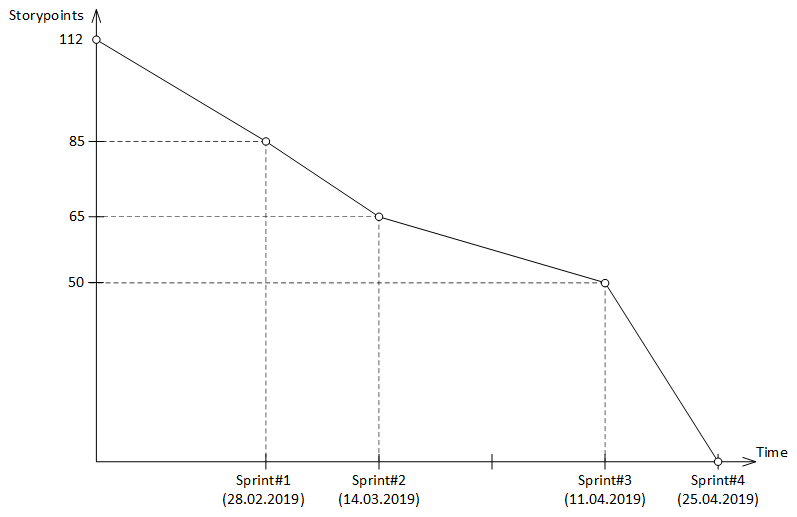 Storypoints
112
85
65
50
Time
Sprint#1
(28.02.2019)
Sprint#2
(14.03.2019)
Sprint#3
(11.04.2019)
Sprint#4
(25.04.2019)